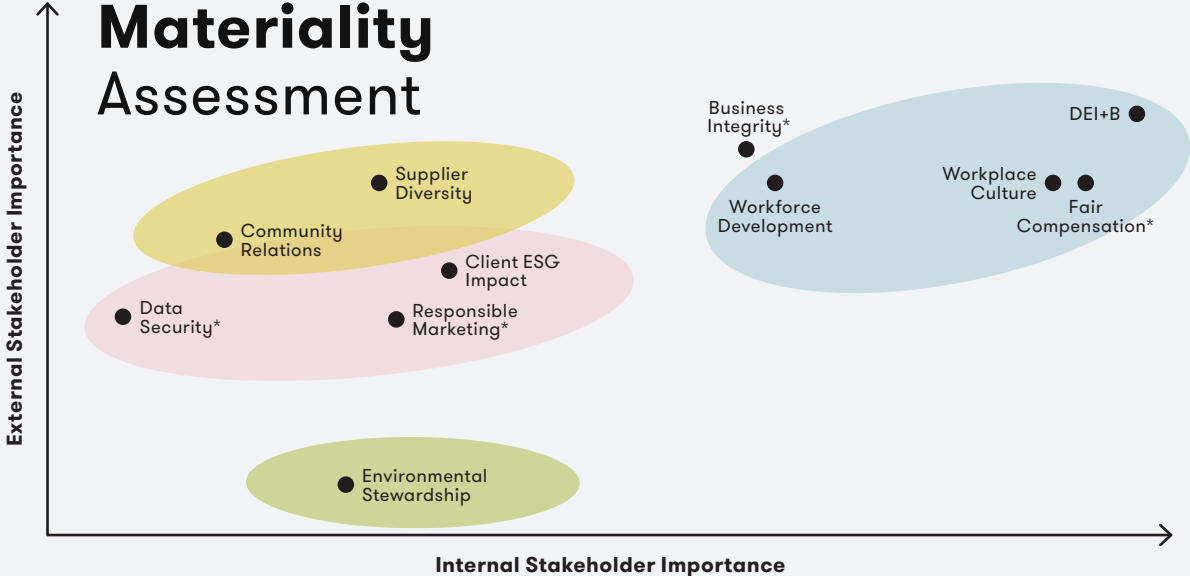 Materiality
Assessment
External Stakeholder Importance
Business
Integrity*
DEI+B
Supplier
Diversity
Workplace
Culture
Workforce
Development
Fair
Compensation*
Community
Relations
Client ESG
Impact
Data
Security*
Responsible
Marketing*
Environmental
Stewardship
Internal Stakeholder Importance